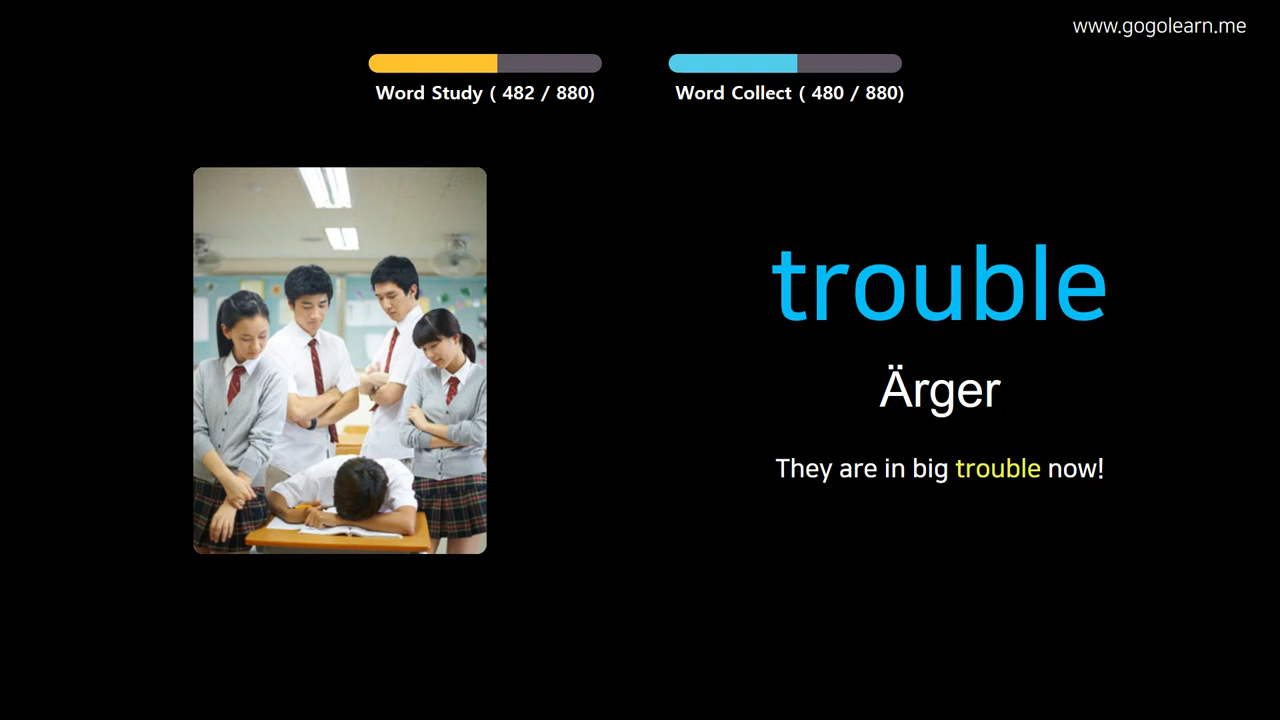 www.gogolearn.me
Word Study ( 482 / 880)
Word Collect ( 480 / 880)
trouble
Ärger
They are in big trouble now!